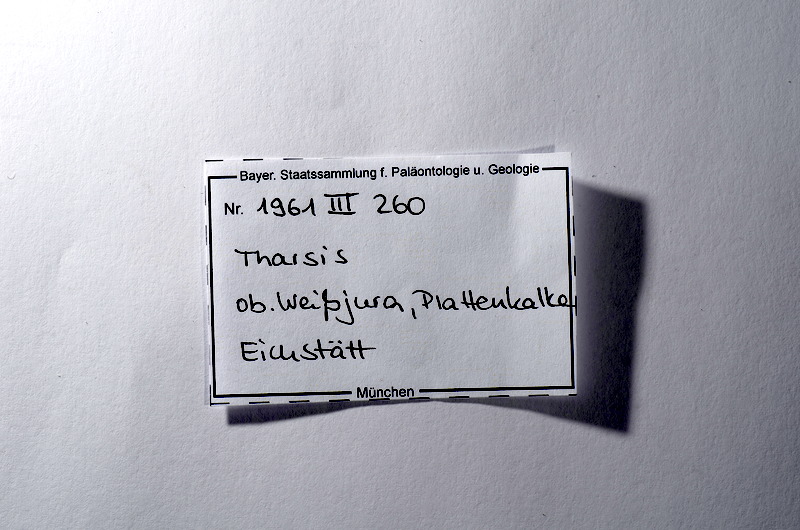 Bayer. Staatssammlung f. Paläontologie u. Geologie
Nr. 1961 III 260
Tharsis
ob. Weißjura, Plattenkalke,
Eichstätt
München